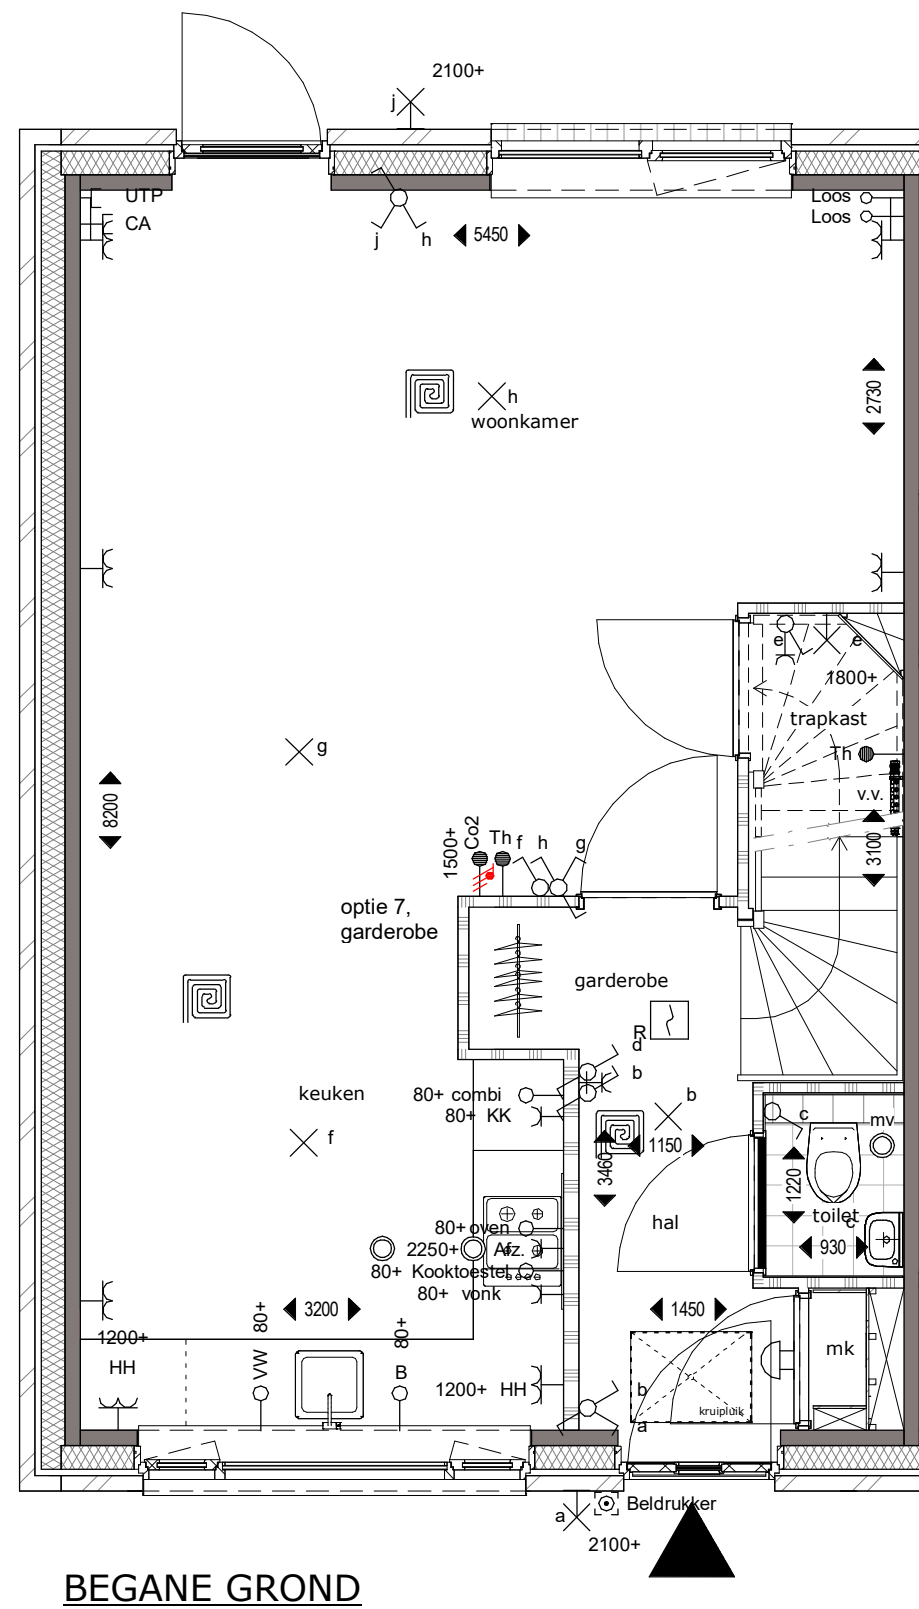 2100+
j
UTP
CA
Loos
Loos
j
h
5450
2730
h
woonkamer
e
e
1800+
trapkast
g
Th
v.v.
8200
3100
1500+
Co2
Th
f
h
g
optie 7,
garderobe
garderobe
R
d
b
keuken
80+ combi
80+ KK
b
c
mv
f
1150
3460
1220
toilet
c
hal
930
80+ oven
2250+ Afz.
80+ Kooktoestel
80+ vonk
3200
1450
1200+
HH
80+
VW
80+
B
1200+ HH
mk
b
a
kruipluik
a
Beldrukker
2100+
BEGANE GROND